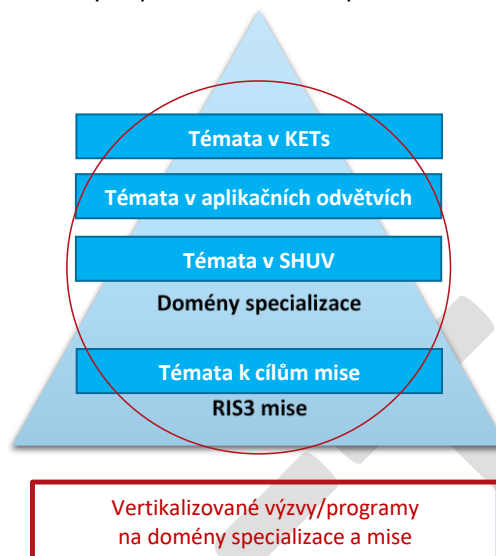 Témata v KETs
Témata v aplikačních odvětvích
Témata v SHUV
Domény specializace
Témata k cílům mise
RIS3 mise
Vertikalizované výzvy/programy
na domény specializace a mise